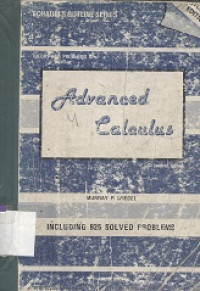 SCHAUM'S OUTLINE SERIES
Advanced
Calculus
MURRAY R. SPIEGEL
INCLUDING 925 SOLVED PROBLEMS